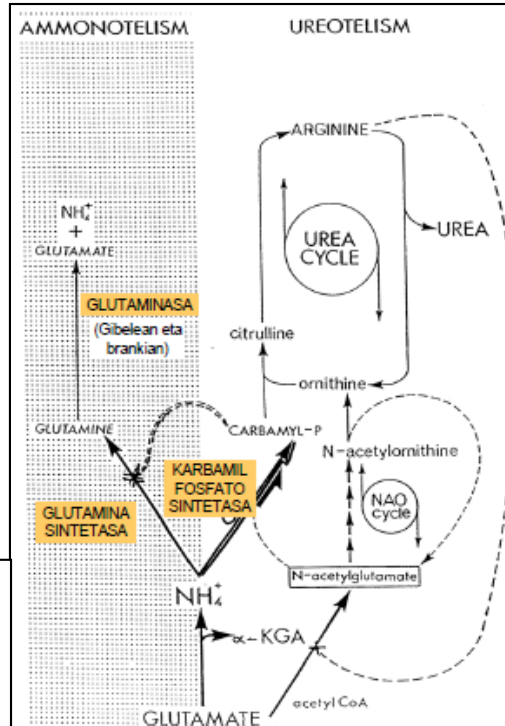 AMMONOTELISM
UREOTELISM
ARGININE
NH₄⁺
+
GLUTAMATE
UREA
CYCLE
UREA
GLUTAMINASA
(Gibelean eta
brankian)
citrulline
ornithine
GLUTAMINE
CARBAMYL-P
N-acetylornithine
KARBAMIL
FOSFATO
SINTETASA
GLUTAMINA
SINTETASA
NAO
cycle
N-acetylglutamate
NH₄⁺
α-KGA
acetyl CoA
GLUTAMATE